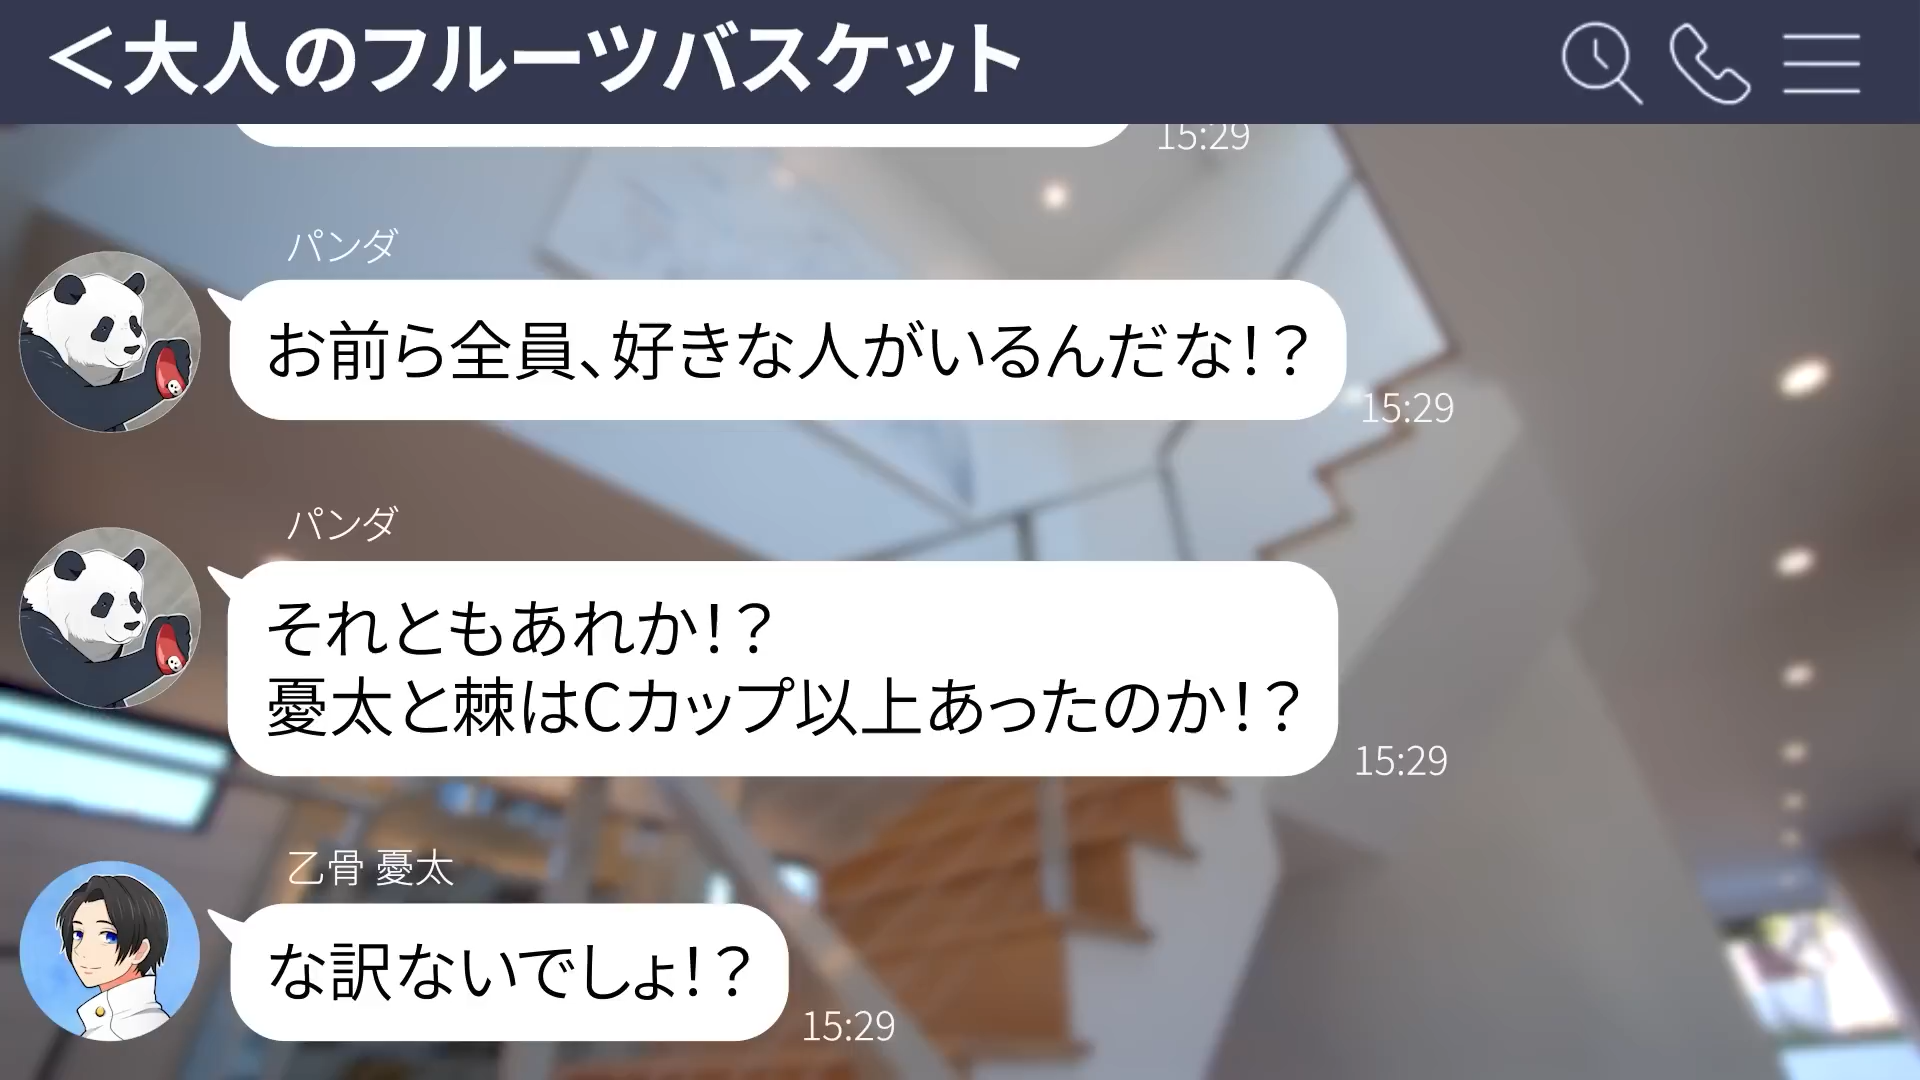 ＜大人のフルーツバスケット
15:29
パンダ
お前ら全員、好きな人がいるんだな！？
15:29
パンダ
それともあれか！？
憂太と棘はCカップ以上あったのか！？
15:29
乙骨 憂太
な訳ないでしょ！？
15:29